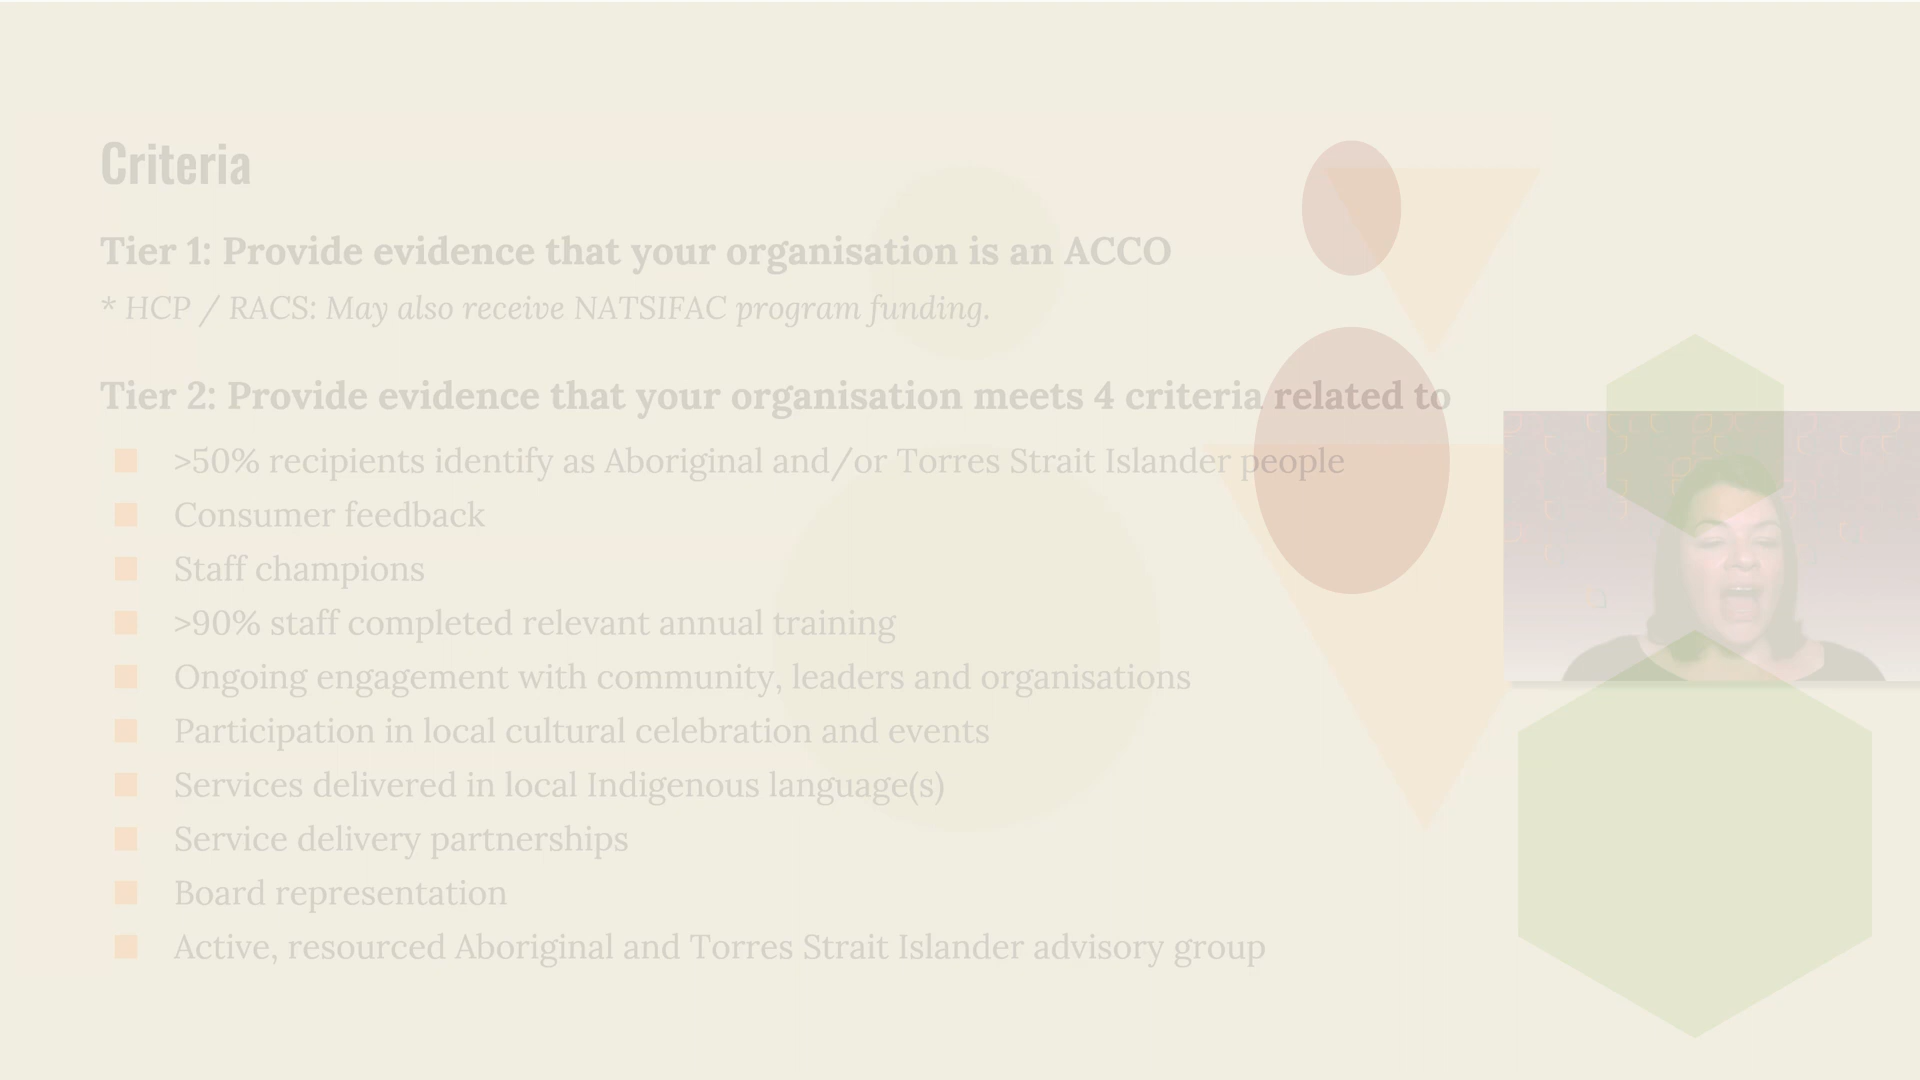 Criteria
Tier 1: Provide evidence that your organisation is an ACCO
* HCP / RACS: May also receive NATSIFAC program funding.
Tier 2: Provide evidence that your organisation meets 4 criteria related to
>50% recipients identify as Aboriginal and/or Torres Strait Islander people
Consumer feedback
Staff champions
>90% staff completed relevant annual training
Ongoing engagement with community, leaders and organisations
Participation in local cultural celebration and events
Services delivered in local Indigenous language(s)
Service delivery partnerships
Board representation
Active, resourced Aboriginal and Torres Strait Islander advisory group